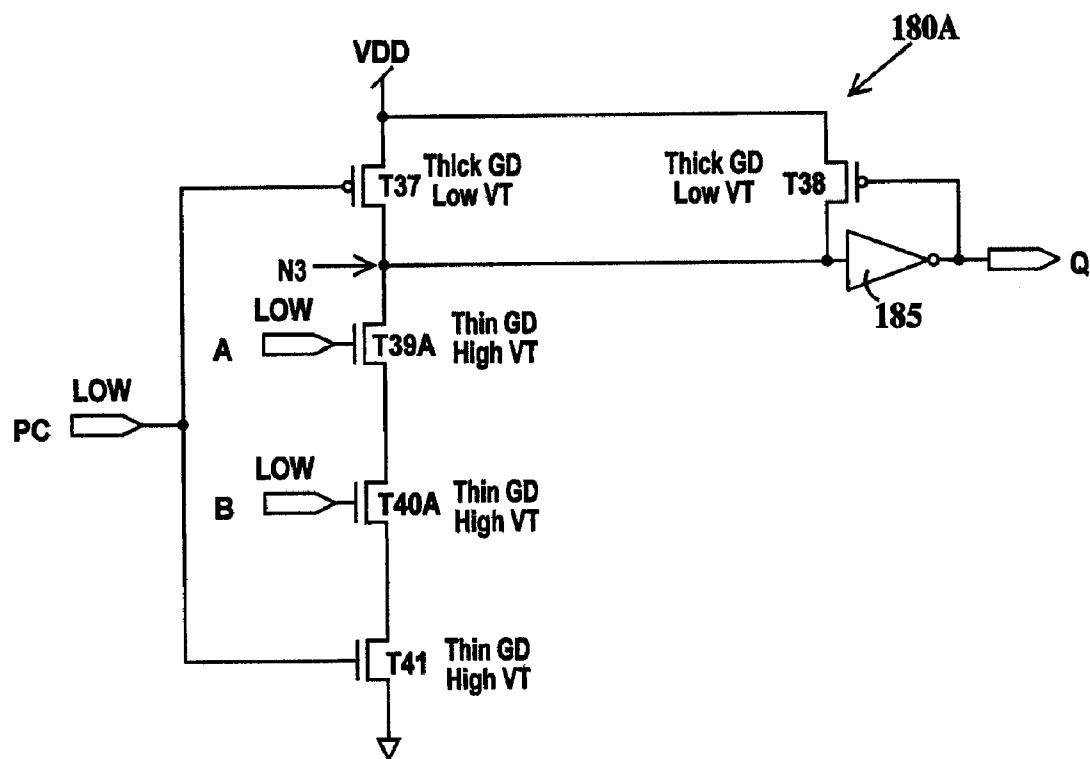 180A
VDD
T37
Thick GD
Low VT
Thick GD
Low VT
T38
N3
Q
185
LOW
A
T39A
Thin GD
High VT
LOW
PC
LOW
B
T40A
Thin GD
High VT
T41
Thin GD
High VT